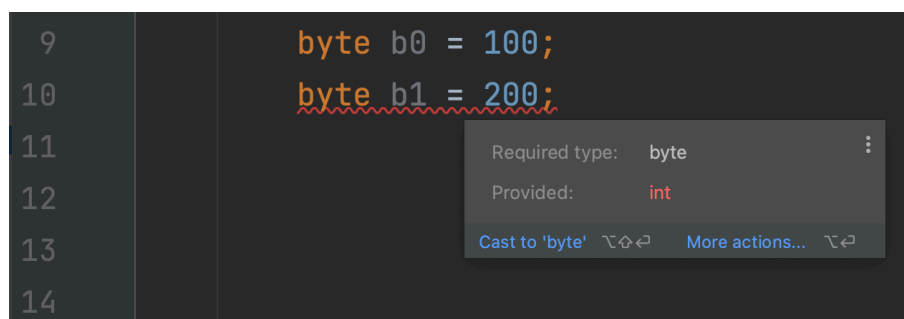 9 byte b0 = 100;
10 byte b1 = 200;
11
Required type: byte
12
Provided: int
13
Cast to 'byte' ⌥⇧⏎ More actions... ⌥⏎
14